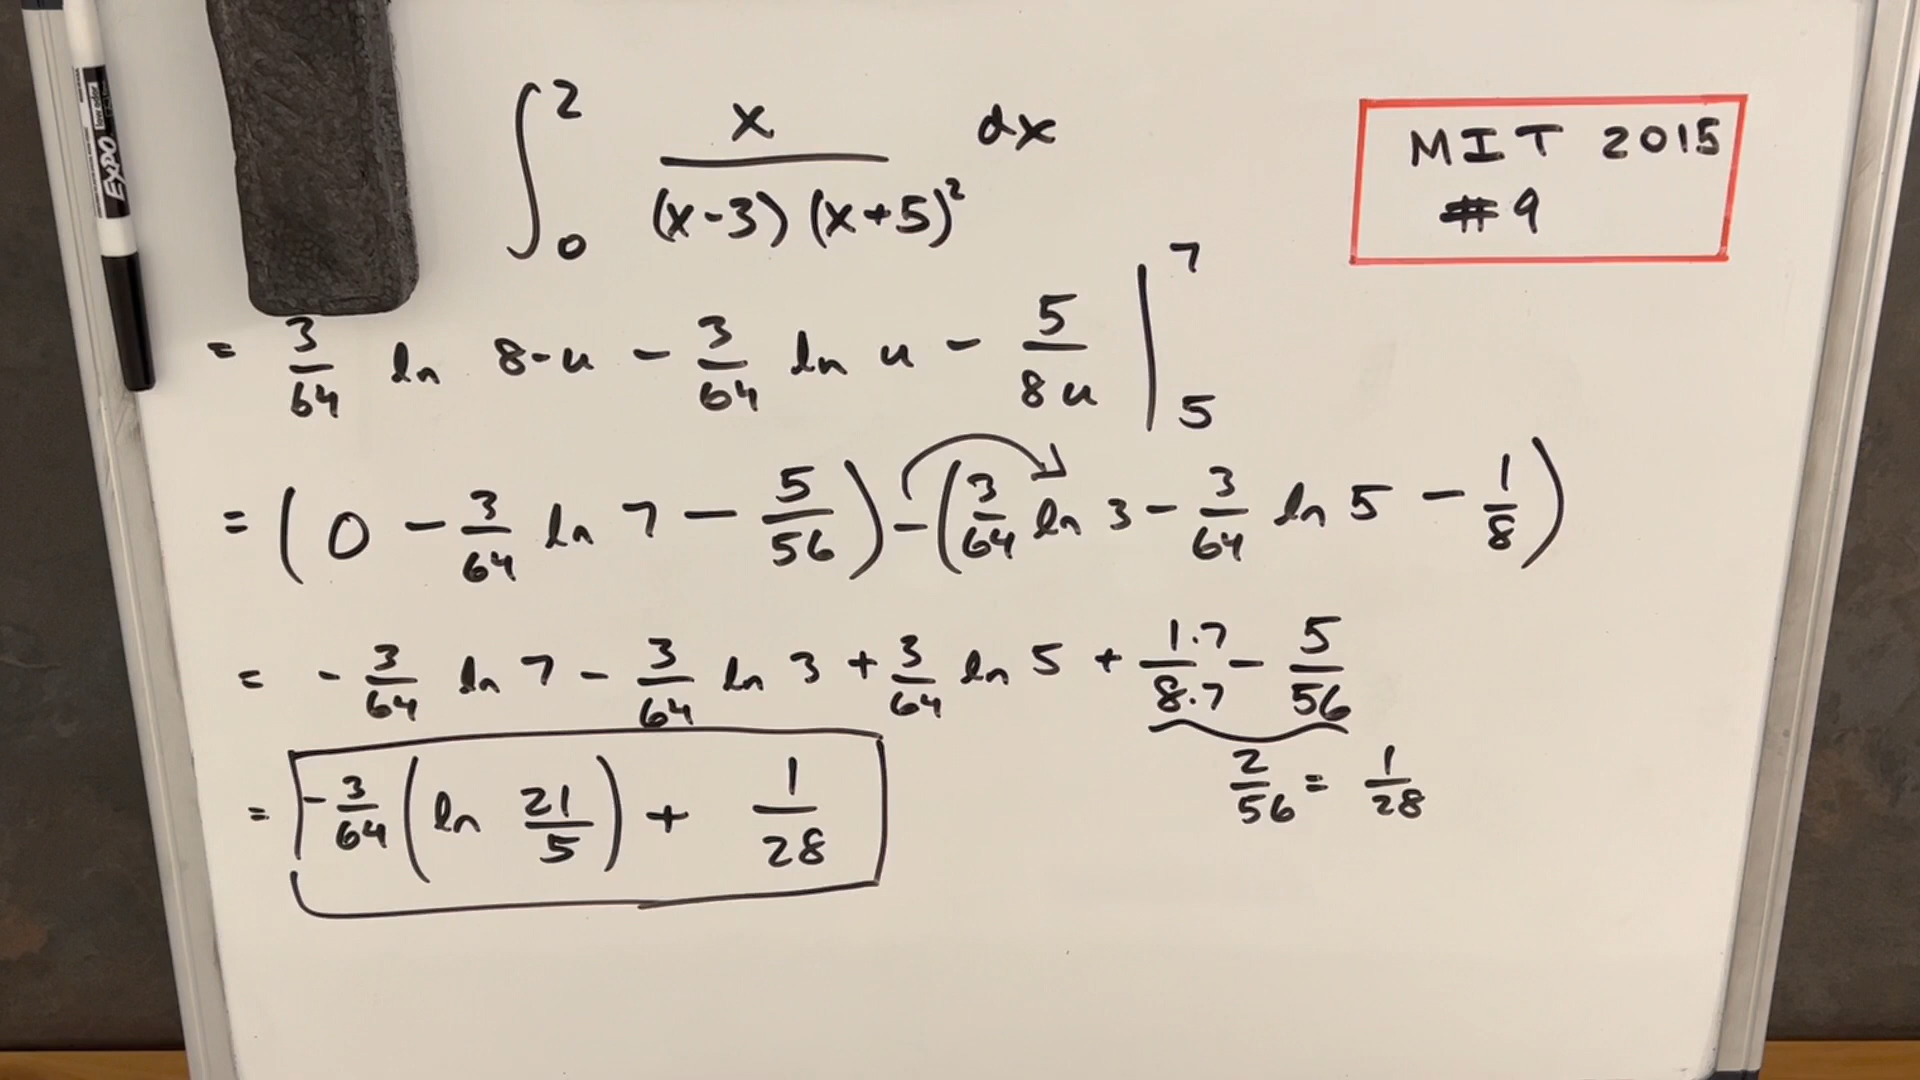 ∫₀² x / ((x-3)(x+5)²) dx
MIT 2015
#9
= 3/64 ln 8-u - 3/64 ln u - 5/(8u) |₅⁷
= (0 - 3/64 ln 7 - 5/56) - (3/64 ln 3 - 3/64 ln 5 - 1/8)
= - 3/64 ln 7 - 3/64 ln 3 + 3/64 ln 5 + (1·7)/(8·7) - 5/56
2/56 = 1/28
= - 3/64 (ln 21/5) + 1/28
EXPO
low odor